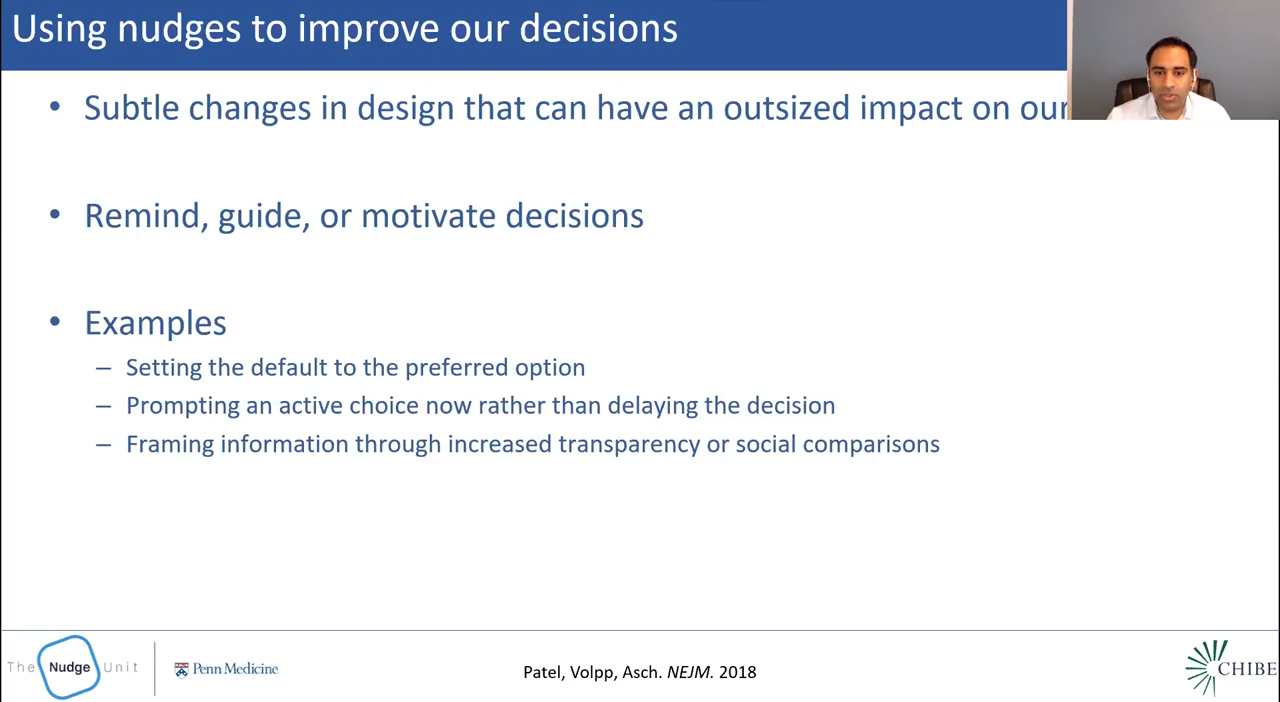 Using nudges to improve our decisions
• Subtle changes in design that can have an outsized impact on our
• Remind, guide, or motivate decisions
• Examples
– Setting the default to the preferred option
– Prompting an active choice now rather than delaying the decision
– Framing information through increased transparency or social comparisons
The Nudge Unit
Penn Medicine
Patel, Volpp, Asch. NEJM. 2018
CHIBE